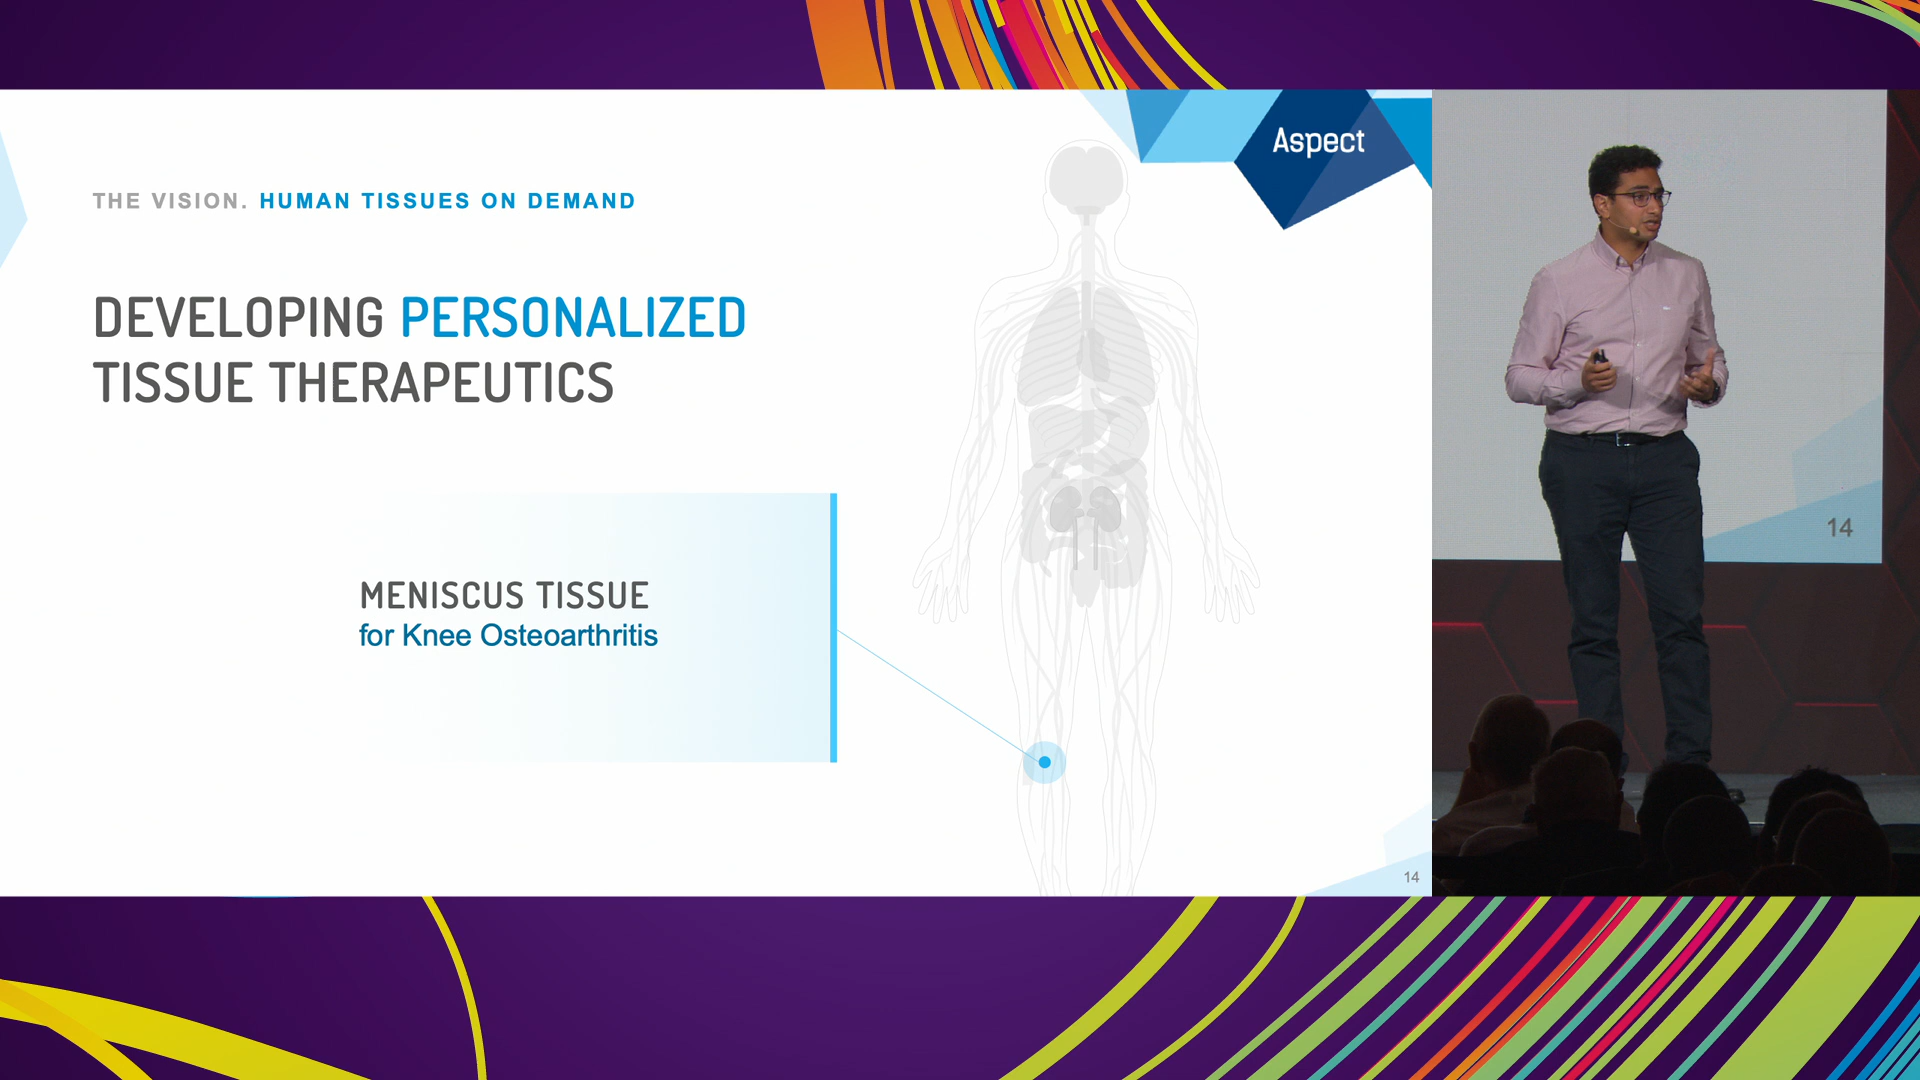 Aspect
THE VISION. HUMAN TISSUES ON DEMAND
DEVELOPING PERSONALIZED
TISSUE THERAPEUTICS
MENISCUS TISSUE
for Knee Osteoarthritis
14
14